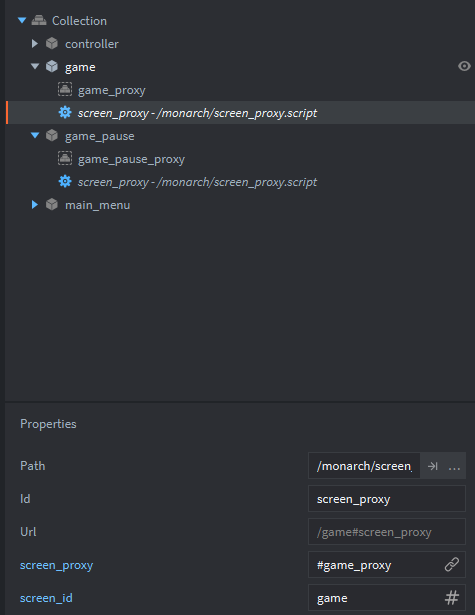 Collection
controller
game
game_proxy
screen_proxy - /monarch/screen_proxy.script
game_pause
game_pause_proxy
screen_proxy - /monarch/screen_proxy.script
main_menu
Properties
Path /monarch/screen_ ...
Id screen_proxy
Url /game#screen_proxy
screen_proxy #game_proxy
screen_id game #